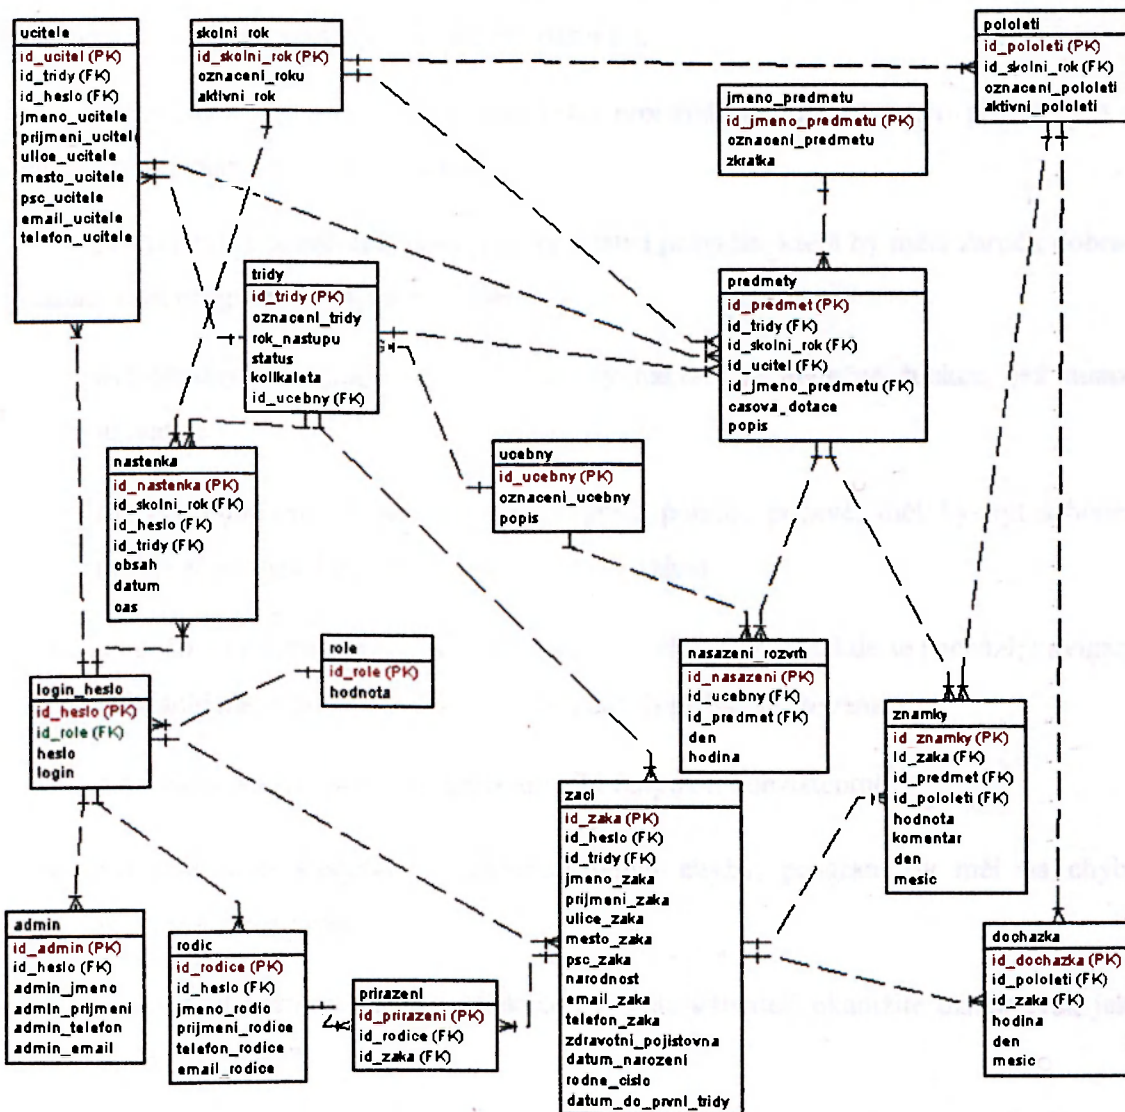 ucitele
id_ucitel (PK)
id_tridy (FK)
id_heslo (FK)
jmeno_ucitele
prijmeni_ucitele
ulice_ucitele
mesto_ucitele
psc_ucitele
email_ucitele
telefon_ucitele
skolni_rok
id_skolni_rok (PK)
oznaceni_roku
aktivni_rok
pololeti
id_pololeti (PK)
id_skolni_rok (FK)
oznaceni_pololeti
aktivni_pololeti
jmeno_predmetu
id_jmeno_predmetu (PK)
oznaceni_predmetu
zkratka
tridy
id_tridy (PK)
oznaceni_tridy
rok_nastupu
status
kolikaleta
id_ucebny (FK)
predmety
id_predmet (PK)
id_tridy (FK)
id_skolni_rok (FK)
id_ucitel (FK)
id_jmeno_predmetu (FK)
casova_dotace
popis
nastenka
id_nastenka (PK)
id_skolni_rok (FK)
id_heslo (FK)
id_tridy (FK)
obsah
datum
cas
ucebny
id_ucebny (PK)
oznaceni_ucebny
popis
role
id_role (PK)
hodnota
nasazeni_rozvrh
id_nasazeni (PK)
id_ucebny (FK)
id_predmet (FK)
den
hodina
login_heslo
id_heslo (PK)
id_role (FK)
heslo
login
znamky
id_znamky (PK)
id_zaka (FK)
id_predmet (FK)
id_pololeti (FK)
hodnota
komentar
den
mesic
zaci
id_zaka (PK)
id_heslo (FK)
id_tridy (FK)
jmeno_zaka
prijmeni_zaka
ulice_zaka
mesto_zaka
psc_zaka
narodnost
email_zaka
telefon_zaka
zdravotni_pojistovna
datum_narozeni
rodne_cislo
datum_do_prvni_tridy
admin
id_admin (PK)
id_heslo (FK)
admin_jmeno
admin_prijmeni
admin_telefon
admin_email
rodic
id_rodice (PK)
id_heslo (FK)
jmeno_rodic
prijmeni_rodice
telefon_rodice
email_rodice
prirazeni
id_prirazeni (PK)
id_rodice (FK)
id_zaka (FK)
dochazka
id_dochazka (PK)
id_pololeti (FK)
id_zaka (FK)
hodina
den
mesic